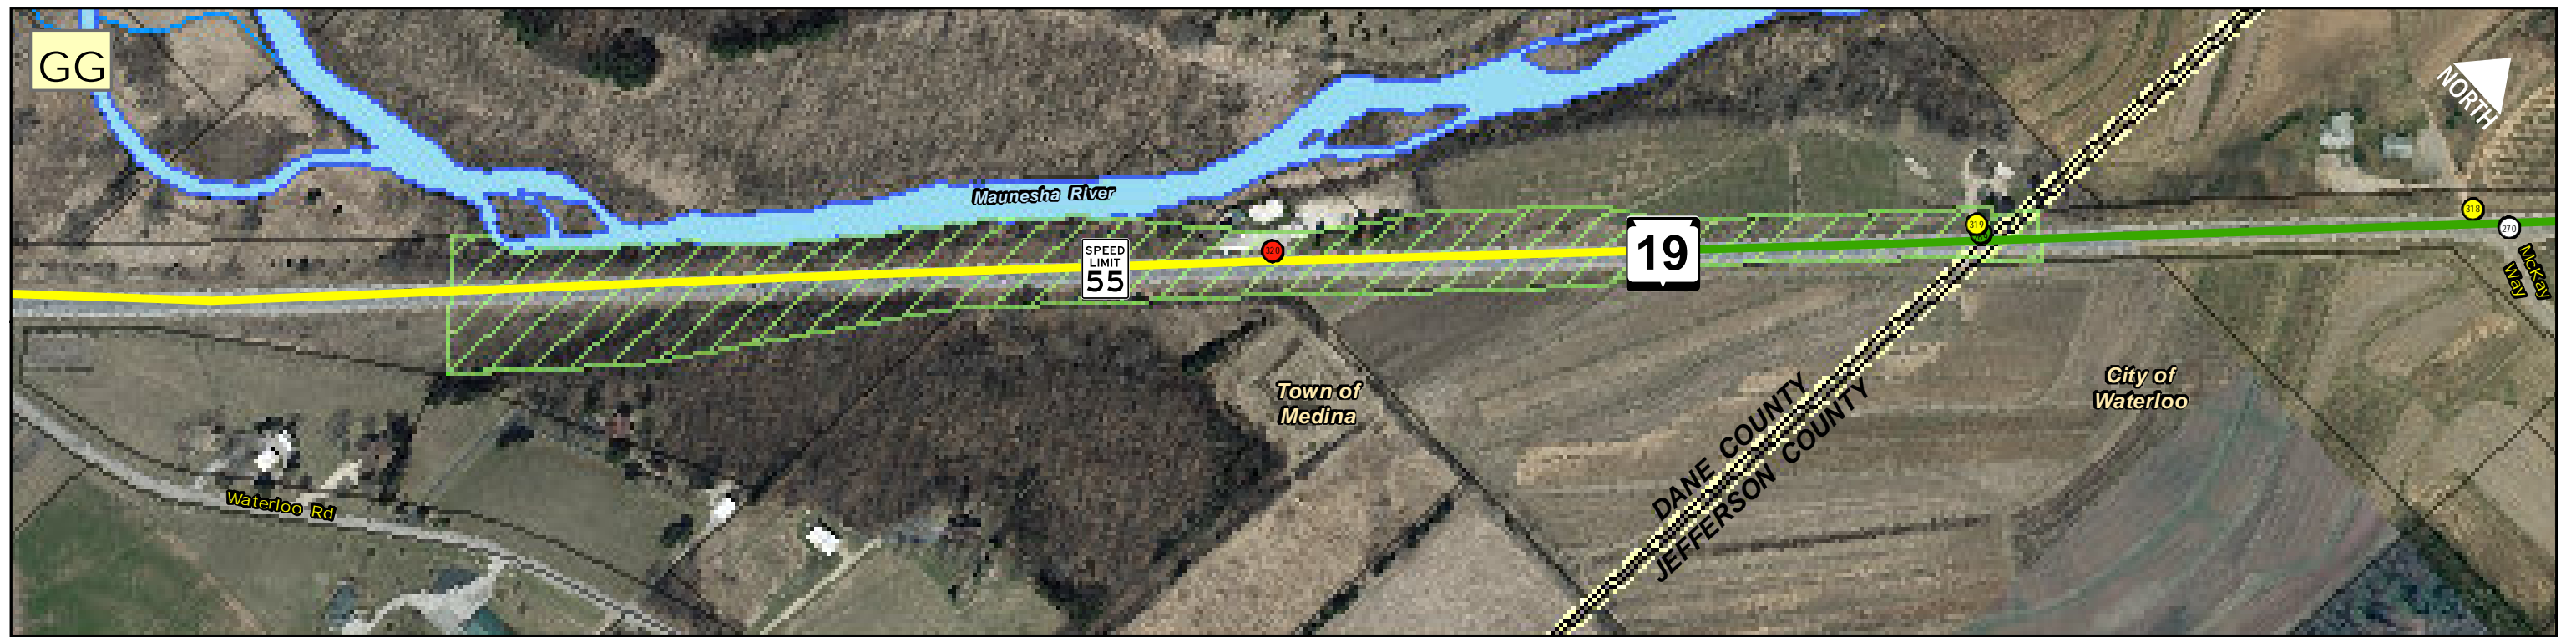 GG
NORTH
Maunesha River
318
319
270
SPEED
LIMIT
55
320
19
McKay
Way
Town of
Medina
City of
Waterloo
DANE COUNTY
JEFFERSON COUNTY
Waterloo Rd